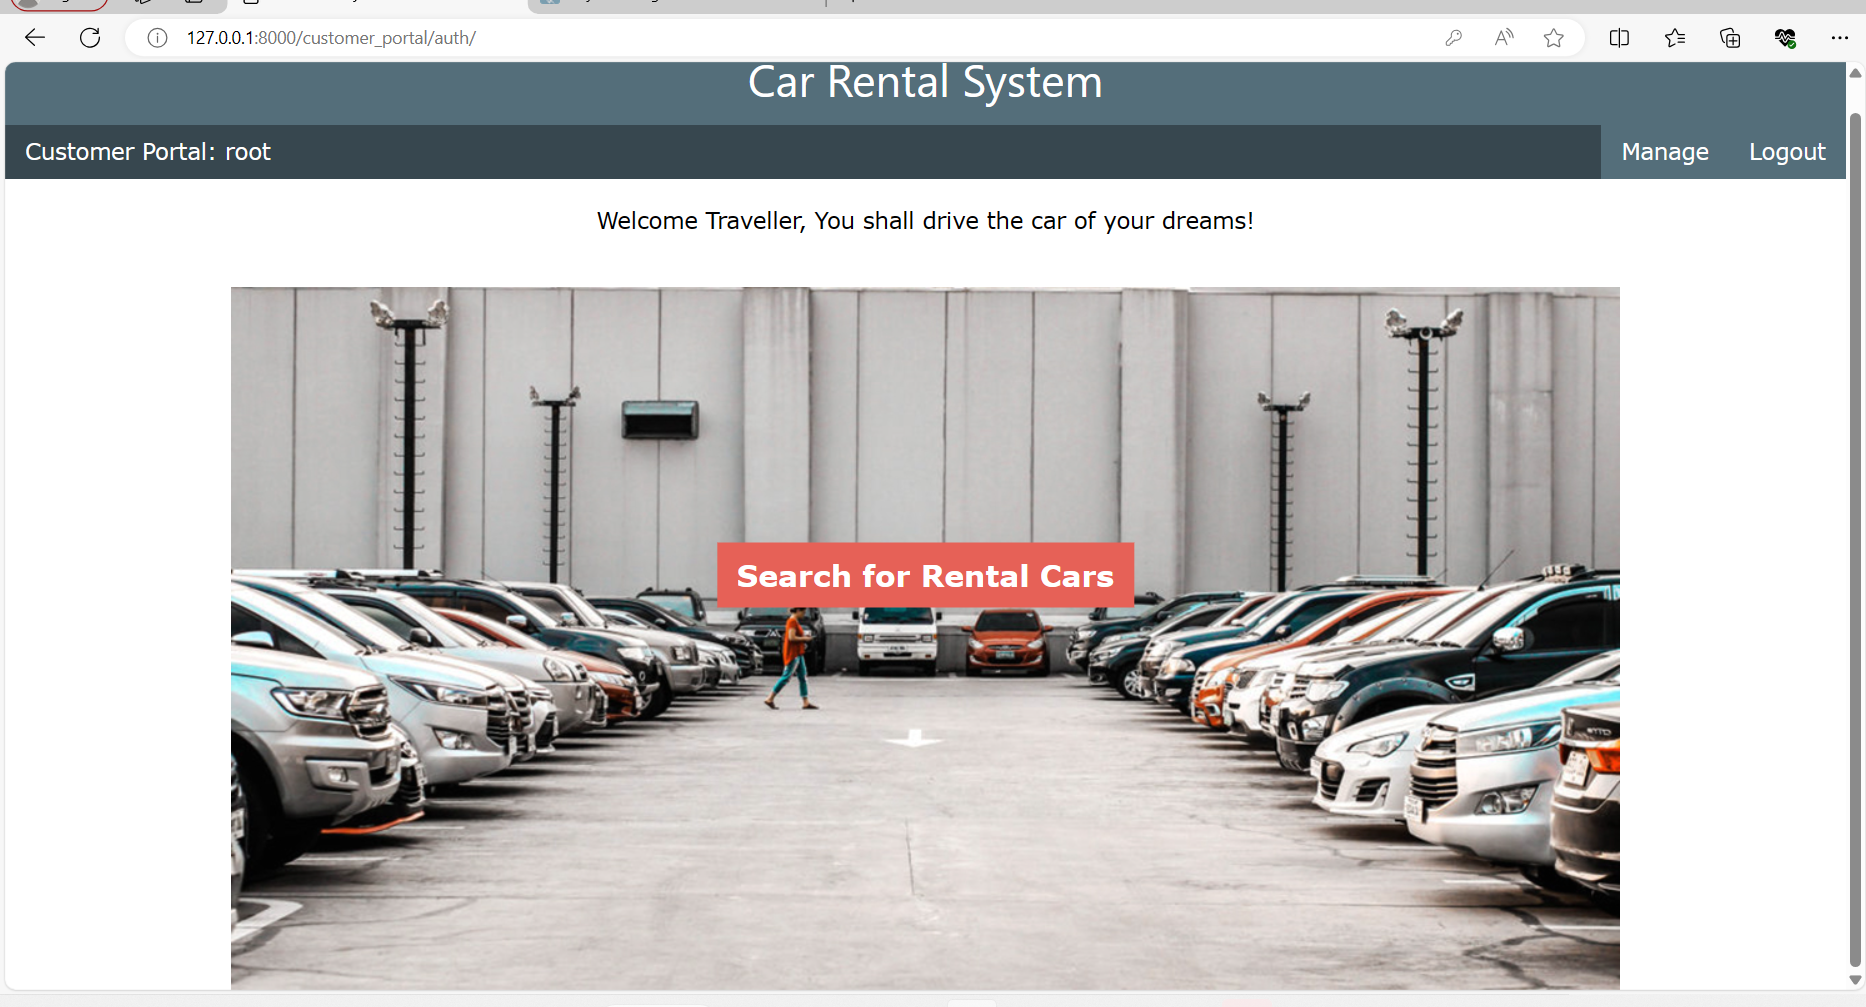 127.0.0.1:8000/customer_portal/auth/
Car Rental System
Customer Portal: root
Manage
Logout
Welcome Traveller, You shall drive the car of your dreams!
Search for Rental Cars